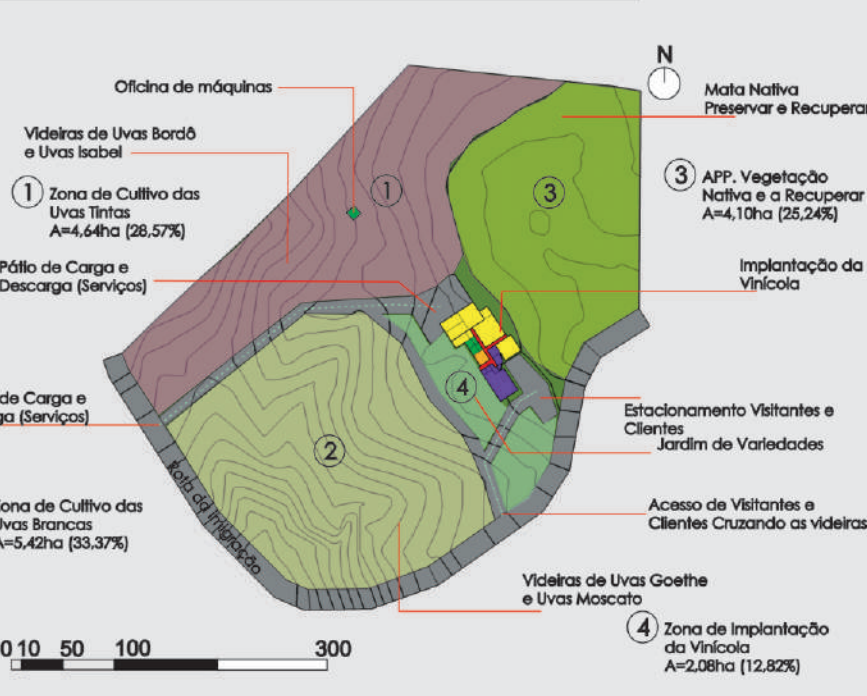 N
Oficina de máquinas
Mata Nativa
Preservar e Recuperar
Videiras de Uvas Bordô
e Uvas Isabel
1 Zona de Cultivo das
Uvas Tintas
A=4,64ha (28,57%)
1
3
3 APP. Vegetação
Nativa e a Recuperar
A=4,10ha (25,24%)
Pátio de Carga e
Descarga (Serviços)
Implantação da
Vinícola
4
de Carga e
ga (Serviços)
Estacionamento Visitantes e
Clientes
Jardim de Variedades
2
Rota da Imigração
ona de Cultivo das
Uvas Brancas
A=5,42ha (33,37%)
Acesso de Visitantes e
Clientes Cruzando as videiras
Videiras de Uvas Goethe
e Uvas Moscato
4 Zona de Implantação
da Vinícola
A=2,08ha (12,82%)
0 10 50 100 300